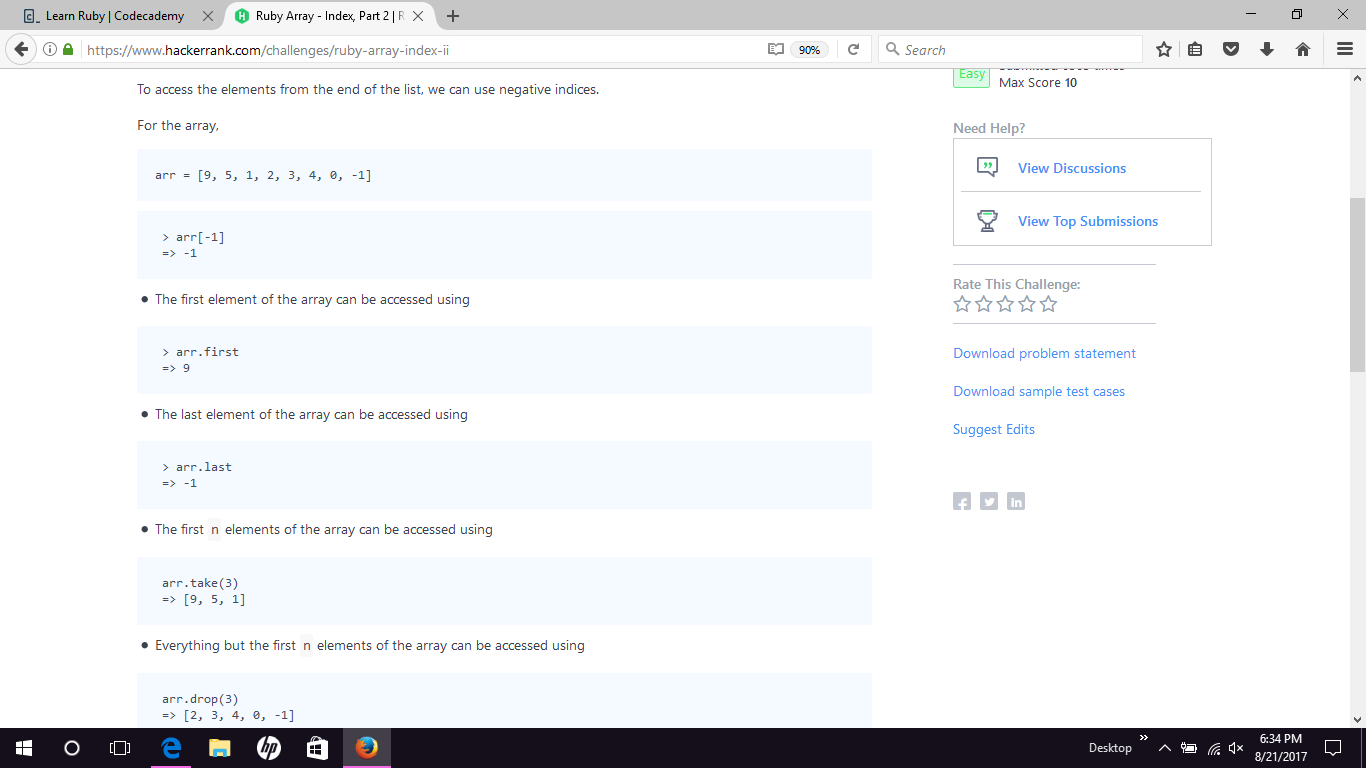 Learn Ruby | Codecademy
Ruby Array - Index, Part 2 | R
https://www.hackerrank.com/challenges/ruby-array-index-ii
90%
Search
To access the elements from the end of the list, we can use negative indices.
For the array,
arr = [9, 5, 1, 2, 3, 4, 0, -1]
> arr[-1]
=> -1
• The first element of the array can be accessed using
> arr.first
=> 9
• The last element of the array can be accessed using
> arr.last
=> -1
• The first n elements of the array can be accessed using
arr.take(3)
=> [9, 5, 1]
• Everything but the first n elements of the array can be accessed using
arr.drop(3)
=> [2, 3, 4, 0, -1]
Easy
Max Score 10
Need Help?
View Discussions
View Top Submissions
Rate This Challenge:
Download problem statement
Download sample test cases
Suggest Edits
Desktop
6:34 PM
8/21/2017